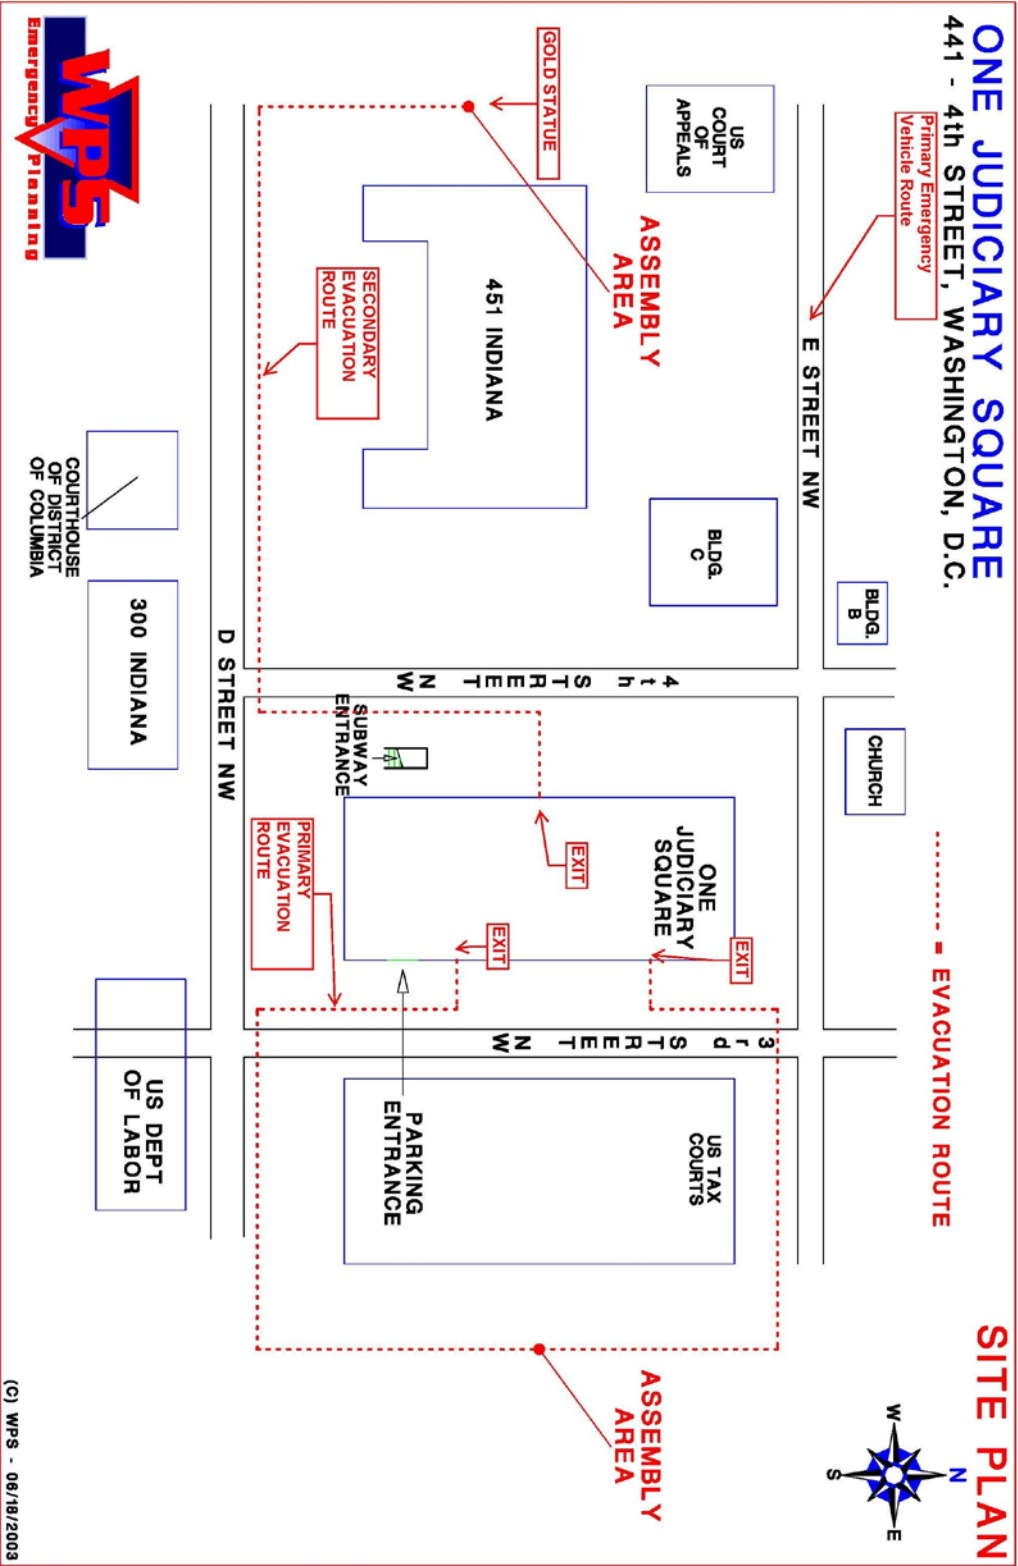 ONE JUDICIARY SQUARE
441 - 4th STREET, WASHINGTON, D.C.
SITE PLAN
Primary Emergency
Vehicle Route
------- = EVACUATION ROUTE
N
W
E
S
BLDG.
B
CHURCH
E STREET NW
US
COURT
OF
APPEALS
BLDG.
C
4th STREET NW
3rd STREET NW
ONE
JUDICIARY
SQUARE
EXIT
US TAX
COURTS
ASSEMBLY
AREA
ASSEMBLY
AREA
GOLD STATUE
EXIT
451 INDIANA
EXIT
SUBWAY
ENTRANCE
PARKING
ENTRANCE
SECONDARY
EVACUATION
ROUTE
PRIMARY
EVACUATION
ROUTE
D STREET NW
300 INDIANA
US DEPT
OF LABOR
COURTHOUSE
OF DISTRICT
OF COLUMBIA
WPS
Emergency Planning
(C) WPS - 06/18/2003